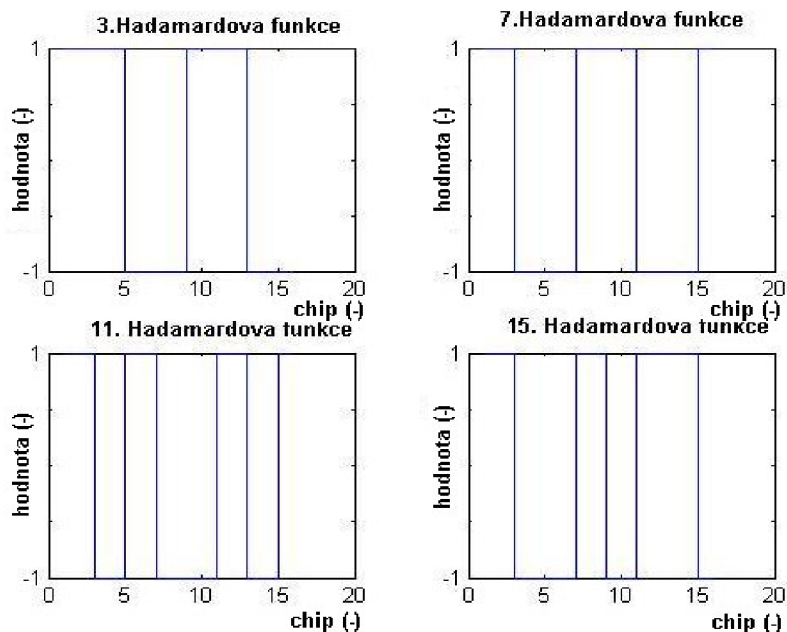 3.Hadamardova funkce
1
hodnota (-)
-1
0 5 10 15 20
chip (-)
7.Hadamardova funkce
1
hodnota (-)
-1
0 5 10 15 20
chip (-)
11. Hadamardova funkce
1
hodnota (-)
-1
0 5 10 15 20
chip (-)
15. Hadamardova funkce
1
hodnota (-)
-1
0 5 10 15 20
chip (-)